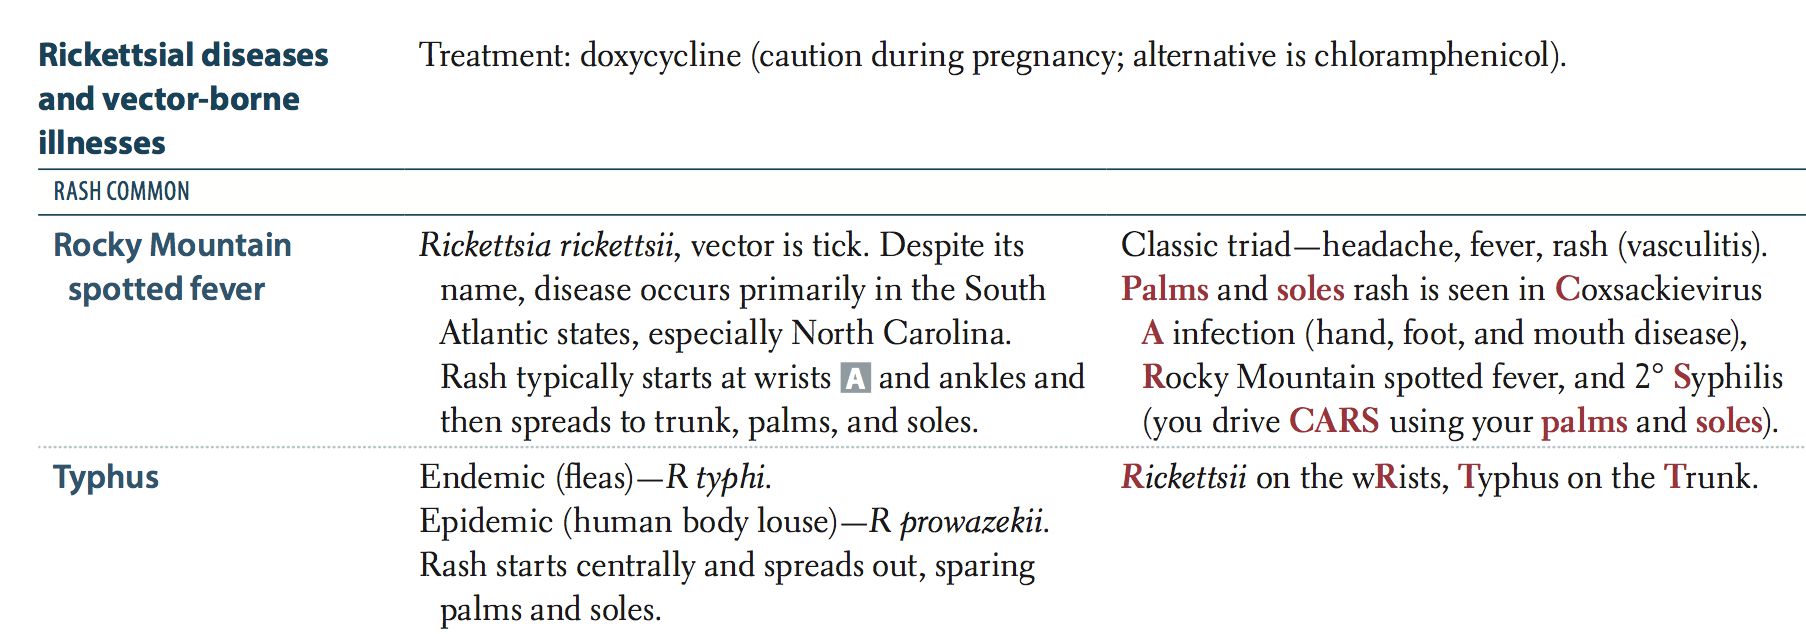 Rickettsial diseases
and vector-borne
illnesses
Treatment: doxycycline (caution during pregnancy; alternative is chloramphenicol).
RASH COMMON
Rocky Mountain
spotted fever
Rickettsia rickettsii, vector is tick. Despite its
name, disease occurs primarily in the South
Atlantic states, especially North Carolina.
Rash typically starts at wrists A and ankles and
then spreads to trunk, palms, and soles.
Classic triad—headache, fever, rash (vasculitis).
Palms and soles rash is seen in Coxsackievirus
A infection (hand, foot, and mouth disease),
Rocky Mountain spotted fever, and 2° Syphilis
(you drive CARS using your palms and soles).
Typhus
Endemic (fleas)—R typhi.
Epidemic (human body louse)—R prowazekii.
Rash starts centrally and spreads out, sparing
palms and soles.
Rickettsii on the wRists, Typhus on the Trunk.